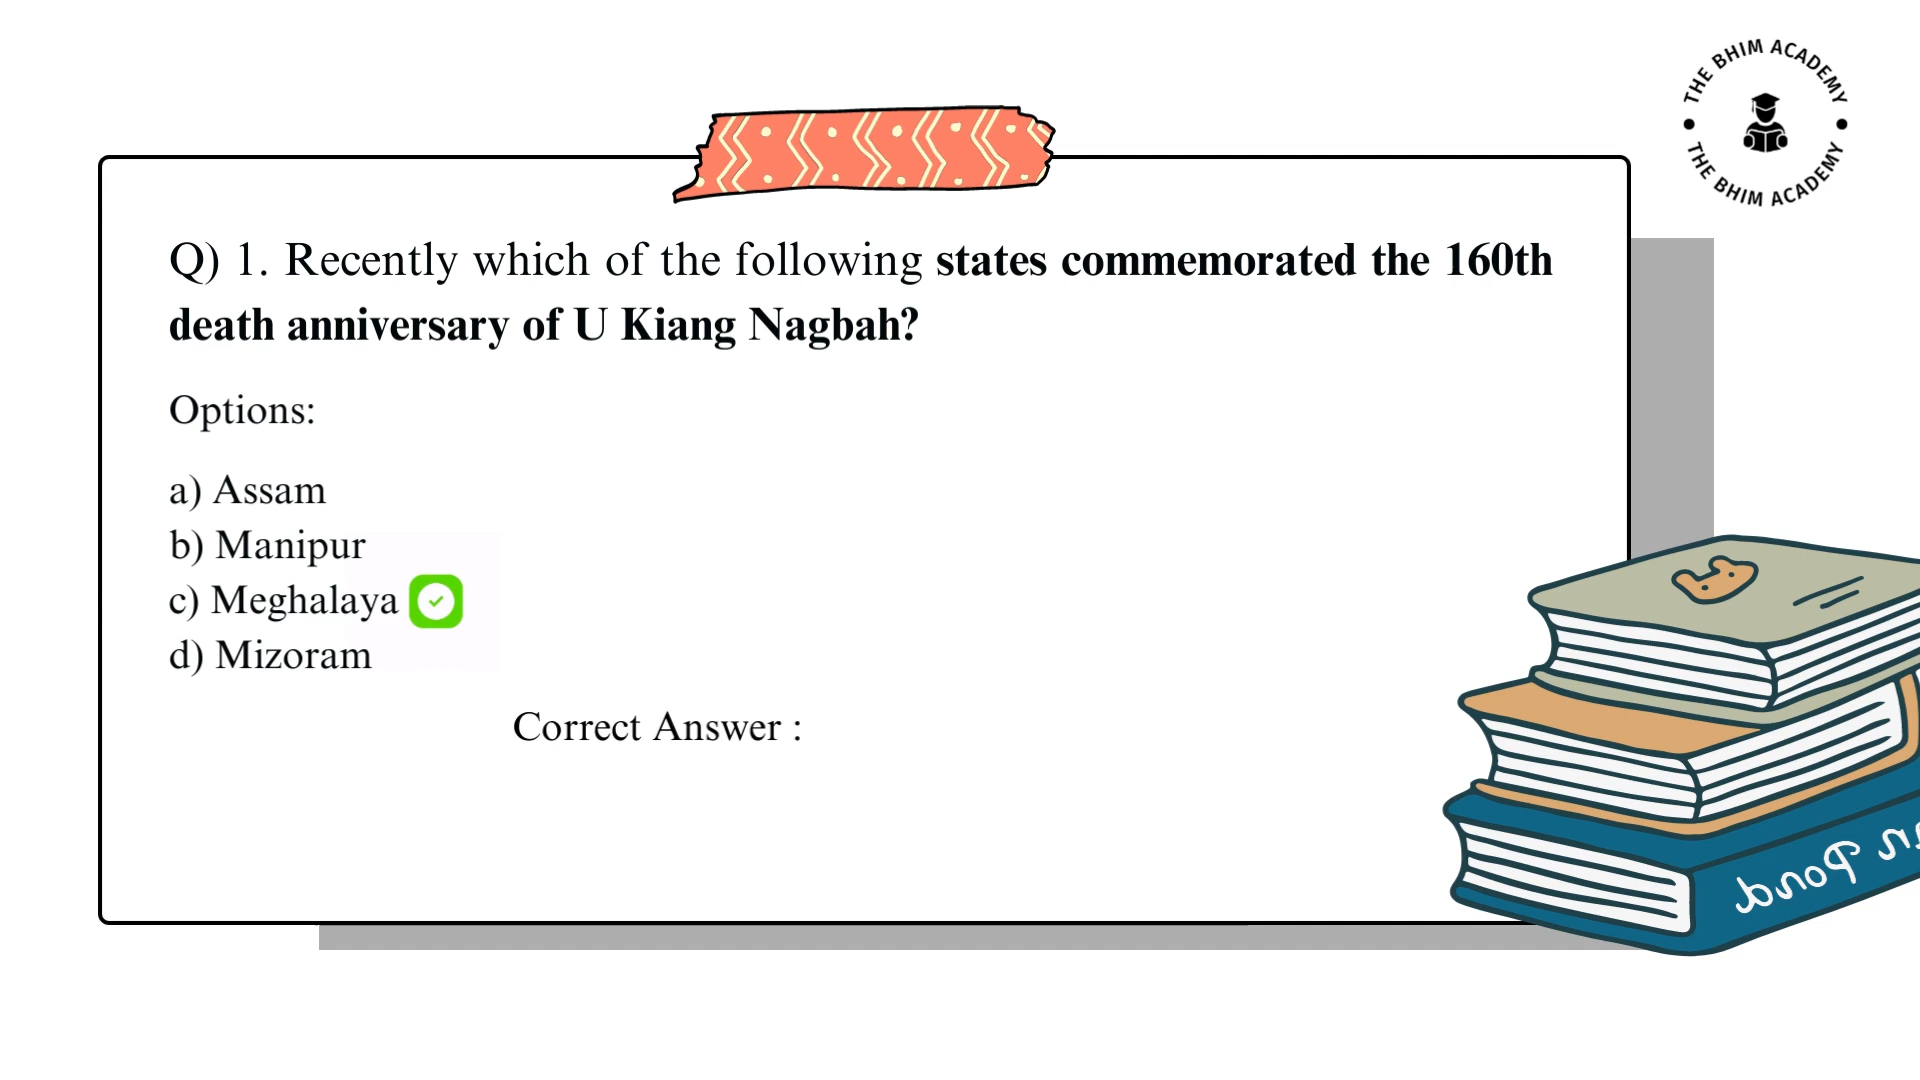 THE BHIM ACADEMY
THE BHIM ACADEMY
Q) 1. Recently which of the following states commemorated the 160th
death anniversary of U Kiang Nagbah?
Options:
a) Assam
b) Manipur
c) Meghalaya
d) Mizoram
Correct Answer :